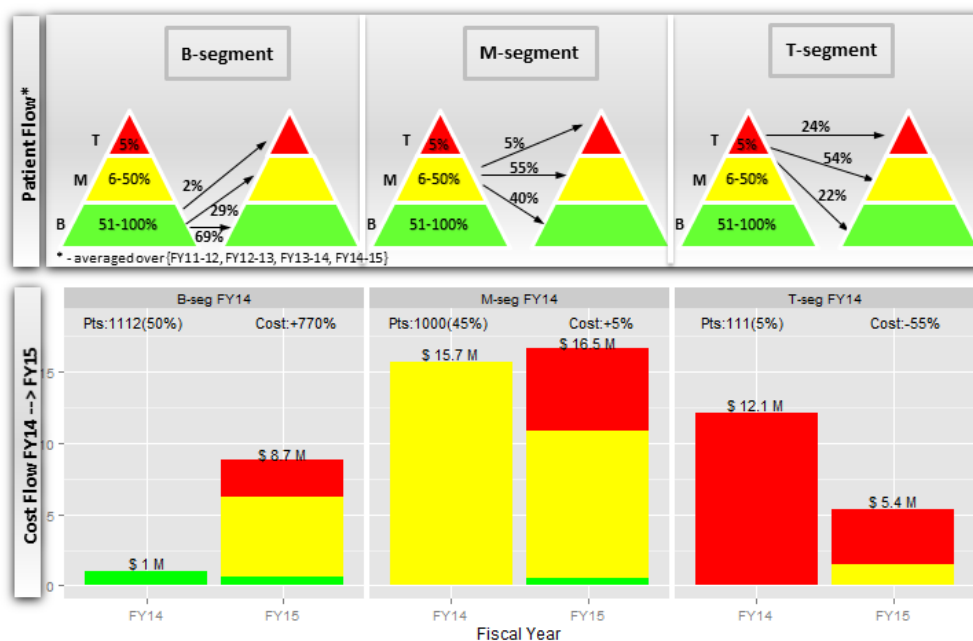 Patient Flow*
B-segment
T
5%
M
6-50%
B
51-100%
2%
29%
69%
M-segment
5%
6-50%
51-100%
5%
55%
40%
T-segment
5%
6-50%
51-100%
24%
54%
22%
* - averaged over {FY11-12, FY12-13, FY13-14, FY14-15}
Cost Flow FY14 --> FY15
B-seg FY14
Pts:1112(50%) Cost:+770%
$ 1 M
$ 8.7 M
M-seg FY14
Pts:1000(45%) Cost:+5%
$ 15.7 M
$ 16.5 M
T-seg FY14
Pts:111(5%) Cost:-55%
$ 12.1 M
$ 5.4 M
15
10
5
0
FY14 FY15
FY14 FY15
FY14 FY15
Fiscal Year